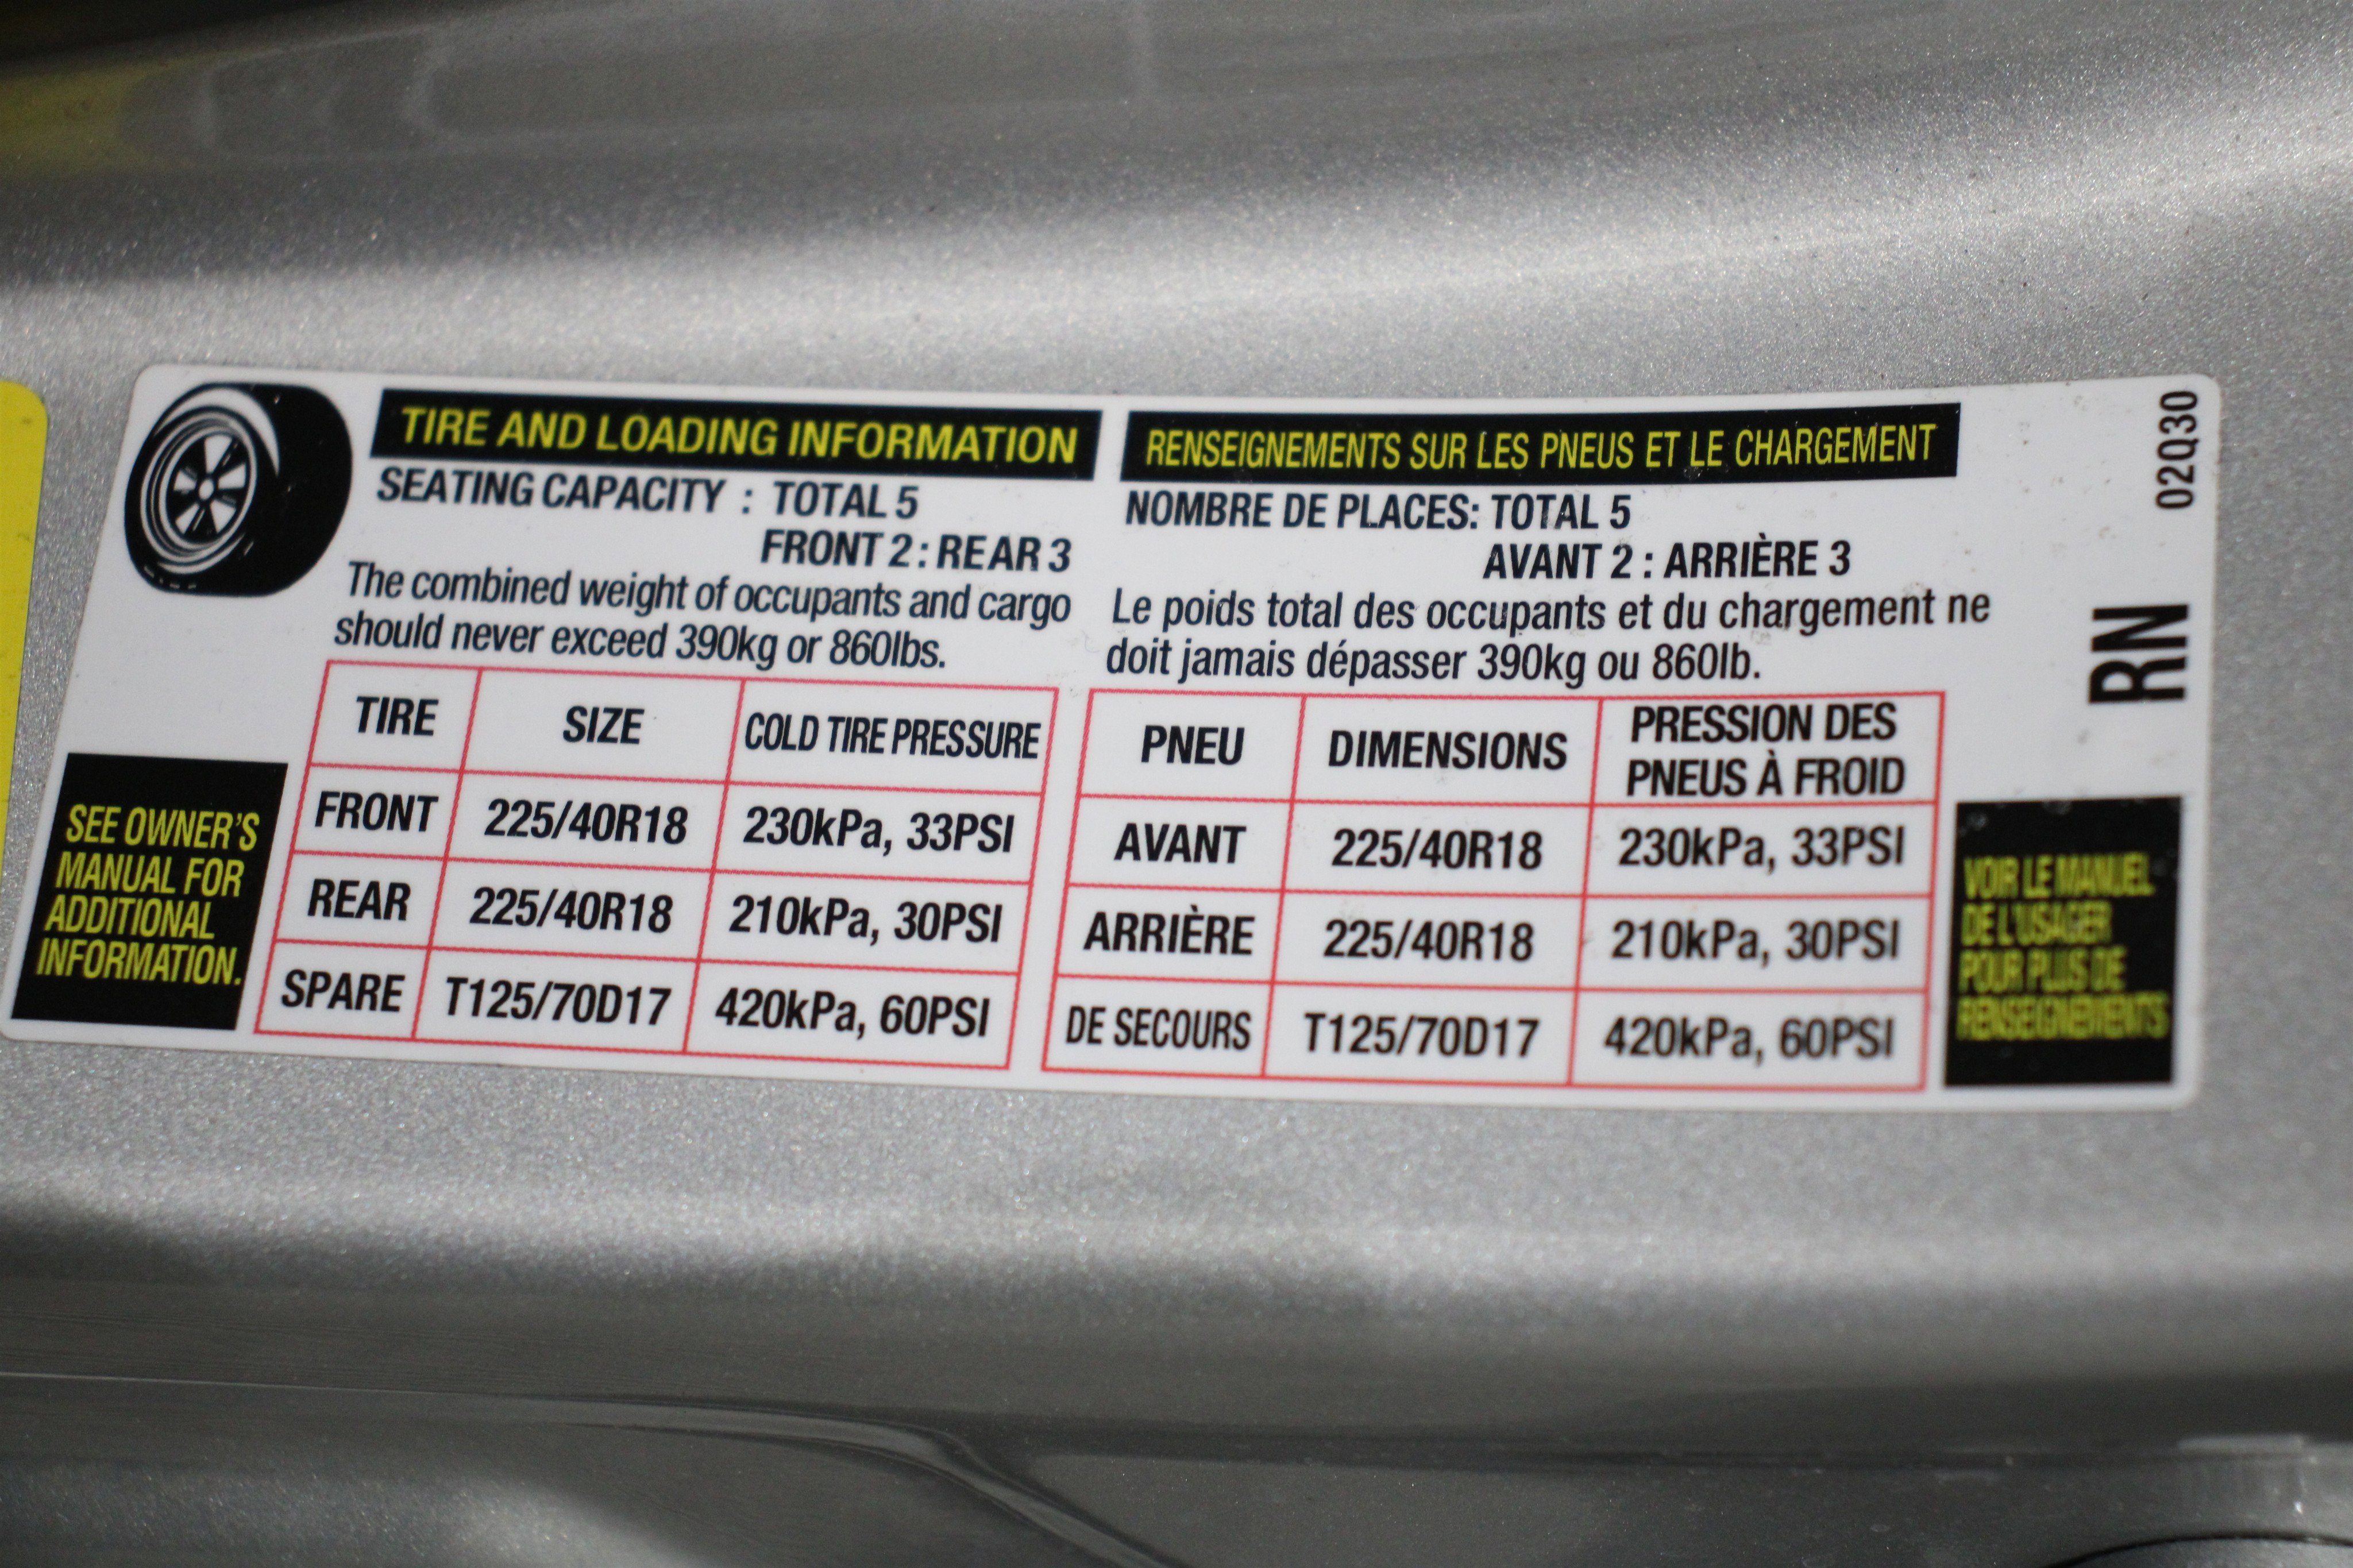 TIRE AND LOADING INFORMATION
SEATING CAPACITY : TOTAL 5
FRONT 2 : REAR 3
The combined weight of occupants and cargo
should never exceed 390kg or 860lbs.
TIRE SIZE COLD TIRE PRESSURE
FRONT 225/40R18 230kPa, 33PSI
REAR 225/40R18 210kPa, 30PSI
SPARE T125/70D17 420kPa, 60PSI
SEE OWNER'S
MANUAL FOR
ADDITIONAL
INFORMATION.
RENSEIGNEMENTS SUR LES PNEUS ET LE CHARGEMENT
NOMBRE DE PLACES: TOTAL 5
AVANT 2 : ARRIÈRE 3
Le poids total des occupants et du chargement ne
doit jamais dépasser 390kg ou 860lb.
PNEU DIMENSIONS PRESSION DES
PNEUS À FROID
AVANT 225/40R18 230kPa, 33PSI
ARRIÈRE 225/40R18 210kPa, 30PSI
DE SECOURS T125/70D17 420kPa, 60PSI
VOIR LE MANUEL
DE L'USAGER
POUR PLUS DE
RENSEIGNEMENTS
02Q30
RN